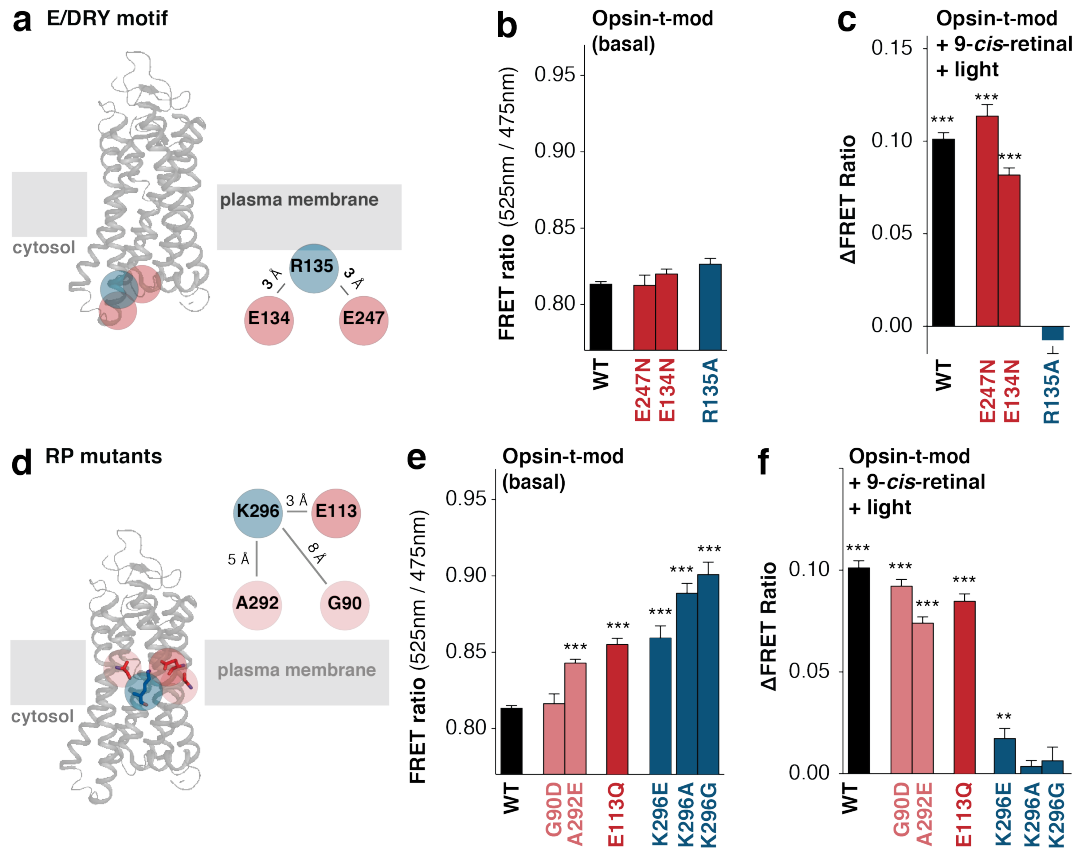 a E/DRY motif
plasma membrane
cytosol
R135
3 Å
3 Å
E134
E247
b Opsin-t-mod
(basal)
FRET ratio (525nm / 475nm)
0.95
0.90
0.85
0.80
WT
E247N
E134N
R135A
c Opsin-t-mod
+ 9-cis-retinal
+ light
ΔFRET Ratio
0.15
0.10
0.05
0.00
***
***
***
WT
E247N
E134N
R135A
d RP mutants
K296
3 Å
E113
5 Å
8 Å
A292
G90
plasma membrane
cytosol
e Opsin-t-mod
(basal)
FRET ratio (525nm / 475nm)
0.95
0.90
0.85
0.80
***
***
***
***
***
WT
G90D
A292E
E113Q
K296E
K296A
K296G
f Opsin-t-mod
+ 9-cis-retinal
+ light
ΔFRET Ratio
0.10
0.05
0.00
***
***
***
***
**
WT
G90D
A292E
E113Q
K296E
K296A
K296G